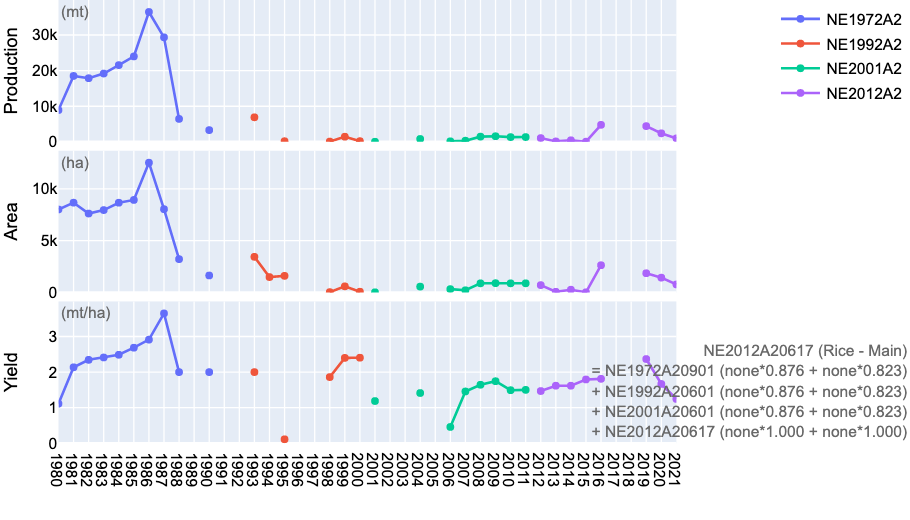 (mt)
Production
30k
20k
10k
0
NE1972A2
NE1992A2
NE2001A2
NE2012A2
(ha)
Area
10k
5k
0
(mt/ha)
Yield
3
2
1
0
NE2012A20617 (Rice - Main)
= NE1972A20901 (none*0.876 + none*0.823)
+ NE1992A20601 (none*0.876 + none*0.823)
+ NE2001A20601 (none*0.876 + none*0.823)
+ NE2012A20617 (none*1.000 + none*1.000)
1980
1981
1982
1983
1984
1985
1986
1987
1988
1989
1990
1991
1992
1993
1994
1995
1996
1997
1998
1999
2000
2001
2002
2003
2004
2005
2006
2007
2008
2009
2010
2011
2012
2013
2014
2015
2016
2017
2018
2019
2020
2021